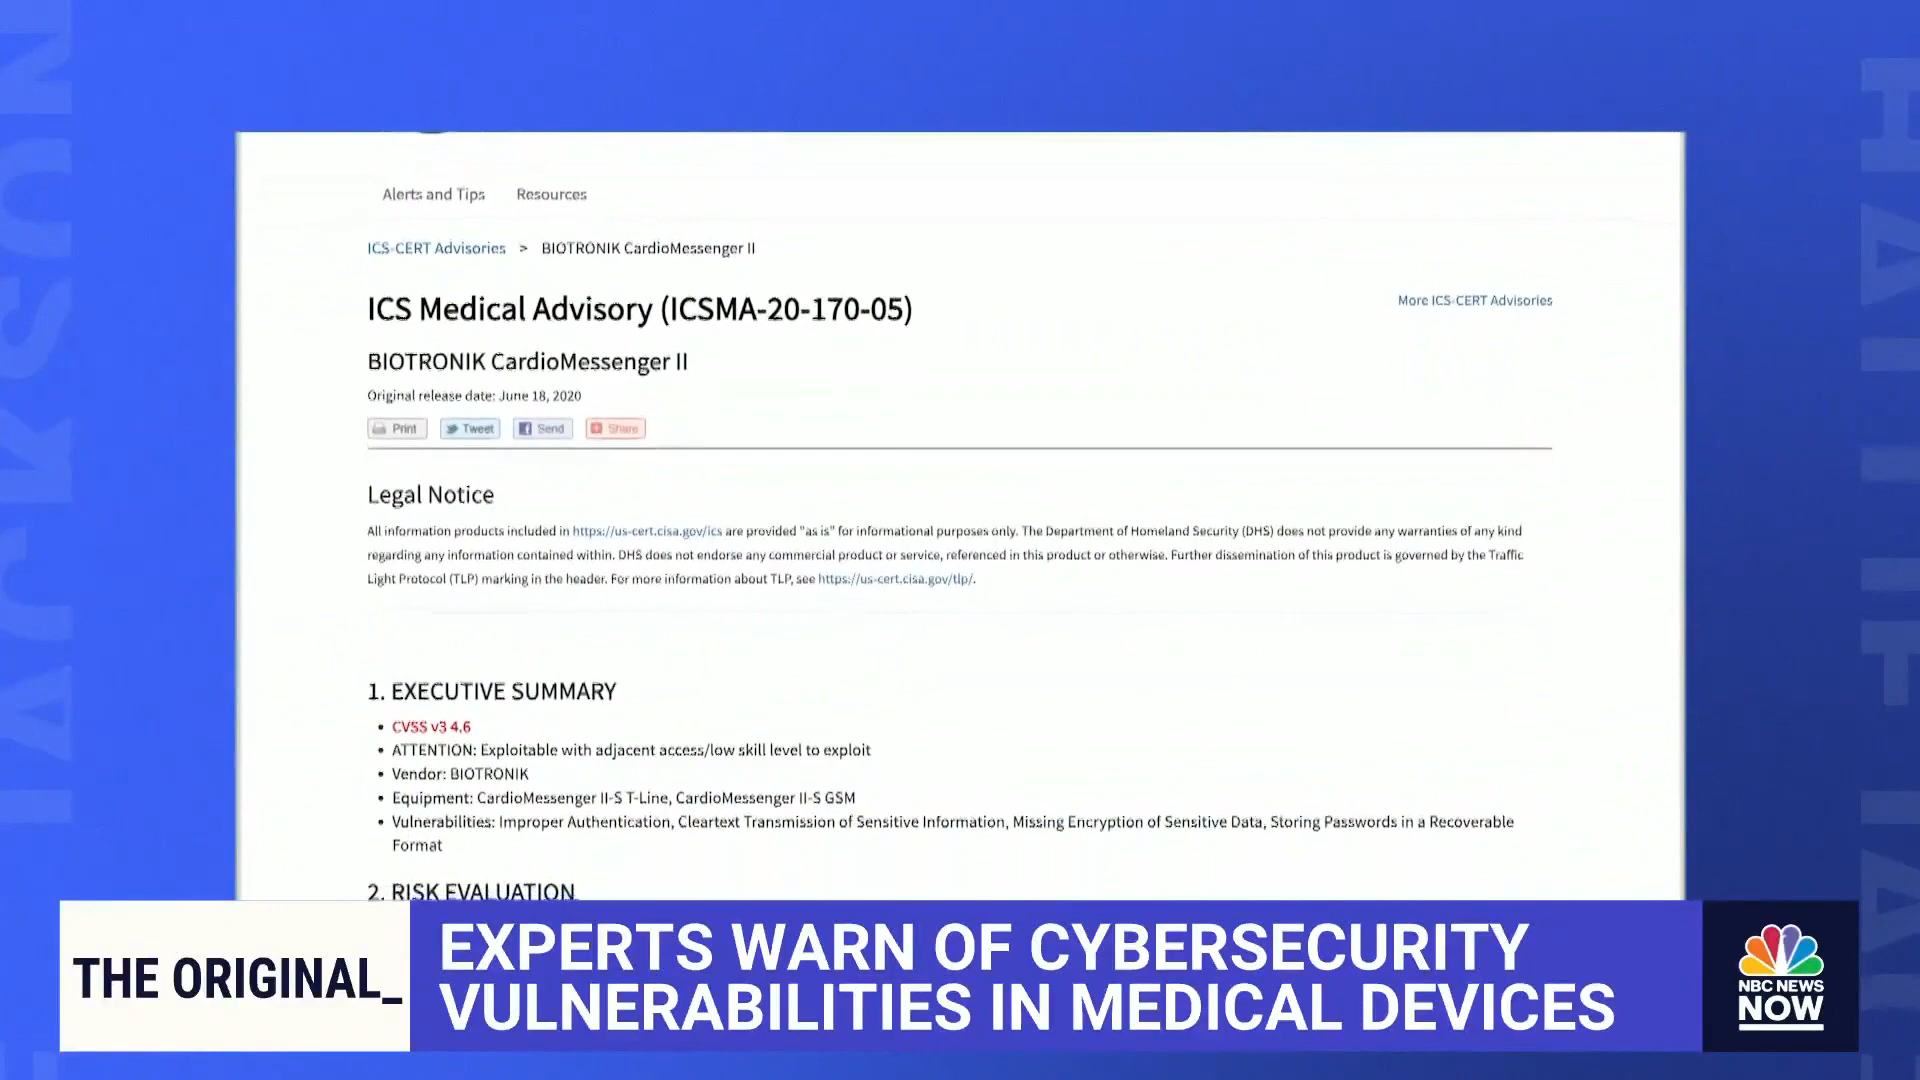 Alerts and Tips Resources
ICS-CERT Advisories > BIOTRONIK CardioMessenger II
ICS Medical Advisory (ICSMA-20-170-05)
More ICS-CERT Advisories
BIOTRONIK CardioMessenger II
Original release date: June 18, 2020
Print Tweet Send Share
Legal Notice
All information products included in https://us-cert.cisa.gov/ics are provided "as is" for informational purposes only. The Department of Homeland Security (DHS) does not provide any warranties of any kind
regarding any information contained within. DHS does not endorse any commercial product or service, referenced in this product or otherwise. Further dissemination of this product is governed by the Traffic
Light Protocol (TLP) marking in the header. For more information about TLP, see https://us-cert.cisa.gov/tlp/.
1. EXECUTIVE SUMMARY
• CVSS v3 4.6
• ATTENTION: Exploitable with adjacent access/low skill level to exploit
• Vendor: BIOTRONIK
• Equipment: CardioMessenger II-S T-Line, CardioMessenger II-S GSM
• Vulnerabilities: Improper Authentication, Cleartext Transmission of Sensitive Information, Missing Encryption of Sensitive Data, Storing Passwords in a Recoverable
Format
2. RISK EVALUATION
THE ORIGINAL_
EXPERTS WARN OF CYBERSECURITY
VULNERABILITIES IN MEDICAL DEVICES
NBC NEWS
NOW
JACKSON
HALLIE JAC